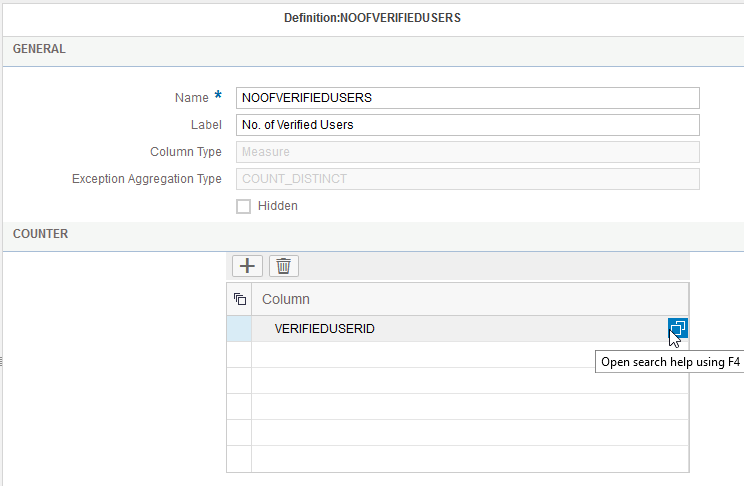 Definition:NOOFVERIFIEDUSERS
GENERAL
Name *
NOOFVERIFIEDUSERS
Label
No. of Verified Users
Column Type
Measure
Exception Aggregation Type
COUNT_DISTINCT
Hidden
COUNTER
Column
VERIFIEDUSERID
Open search help using F4